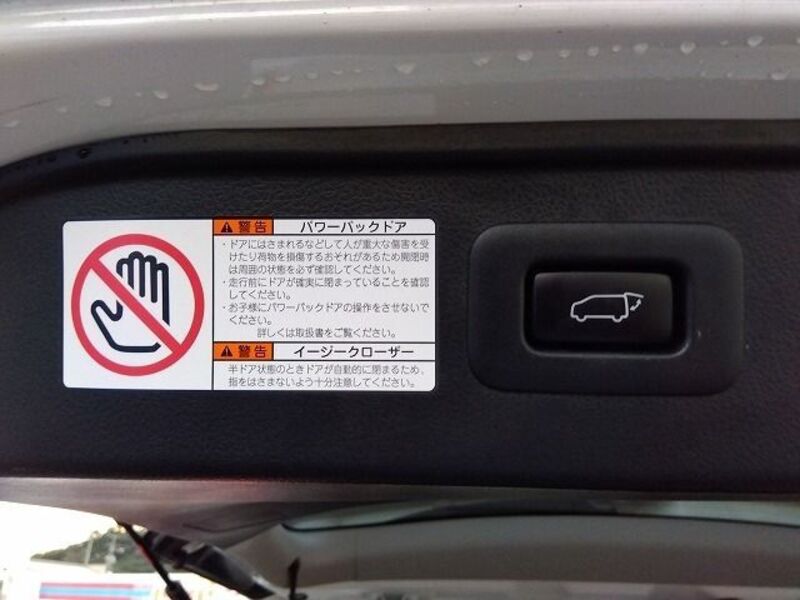 警告 パワーバックドア
・ドアにはさまれるなどして人が重大な傷害を受
けたり荷物を損傷するおそれがあるため開閉時
は周囲の状態を必ず確認してください。
・走行前にドアが確実に閉まっていることを確認
してください。
・お子様にパワーバックドアの操作をさせないで
ください。
詳しくは取扱書をご覧ください。
警告 イージークローザー
半ドア状態のときドアが自動的に閉まるため、
指をはさまないよう十分注意してください。